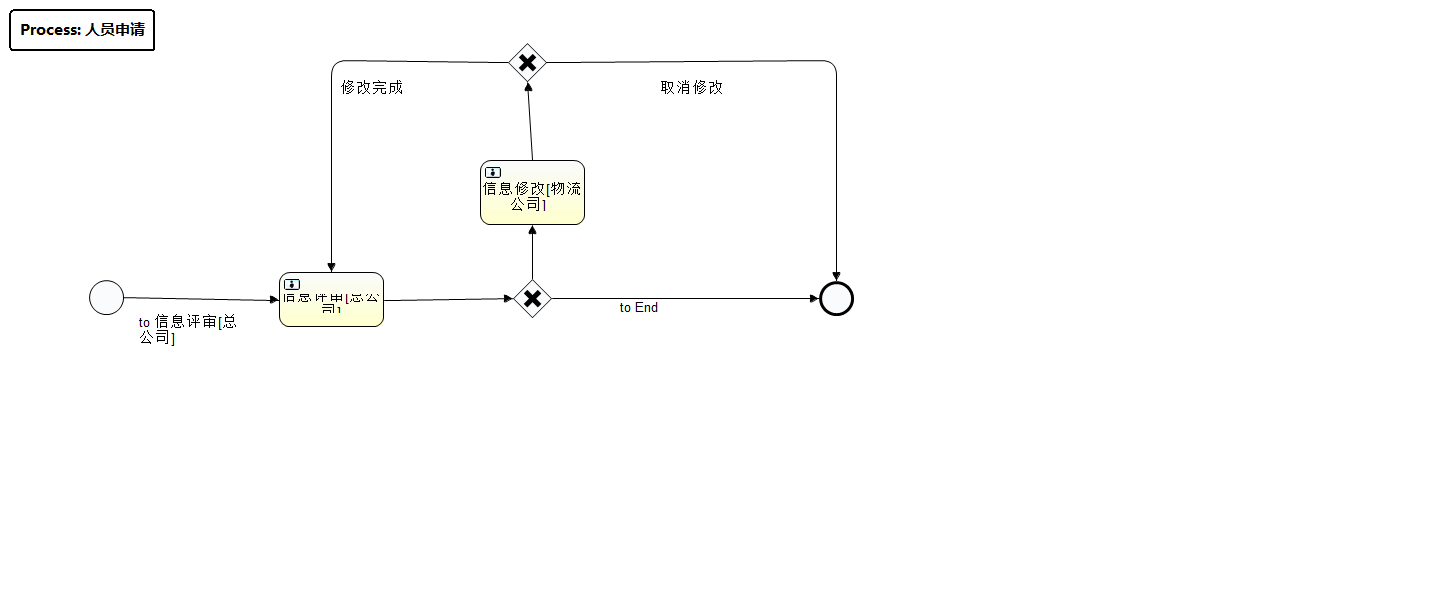 Process: 人员申请
修改完成
取消修改
信息修改[物流
公司]
信息评审[总公
司]
to End
to 信息评审[总
公司]